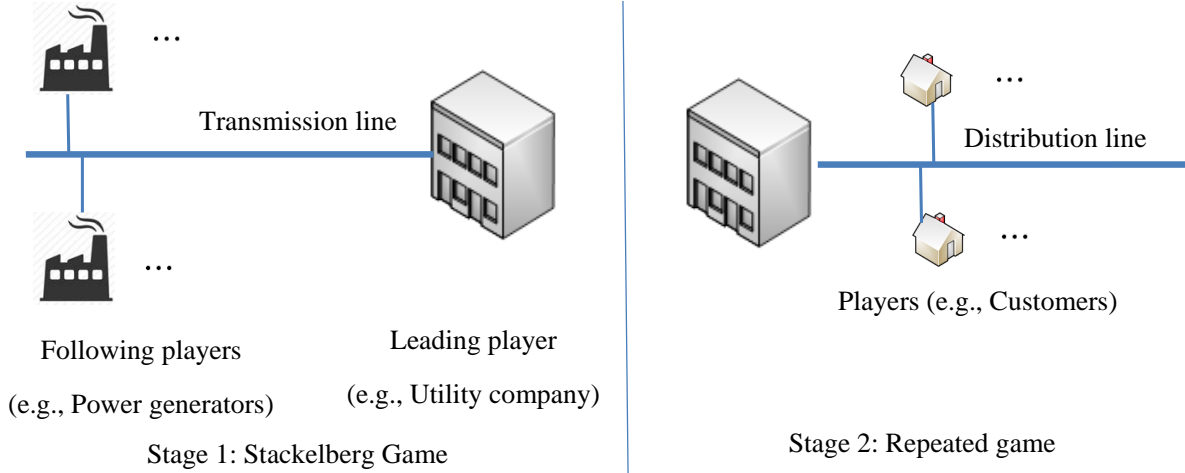 ...
Transmission line
...
Following players
(e.g., Power generators)
Leading player
(e.g., Utility company)
Stage 1: Stackelberg Game
...
Distribution line
...
Players (e.g., Customers)
Stage 2: Repeated game